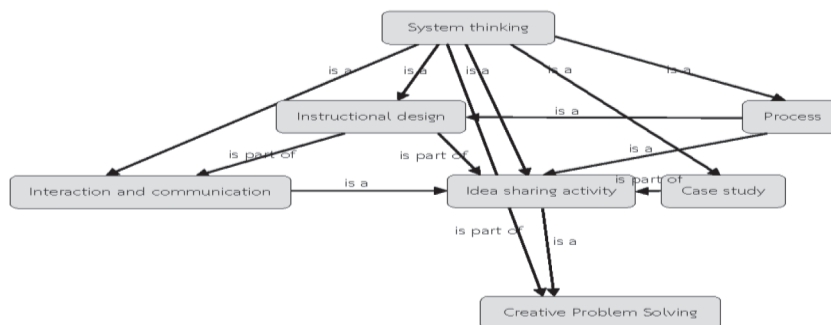 System thinking
is a
is a
is a
is a
is a
Instructional design
is a
Process
is part of
is part of
is a
Interaction and communication
is a
Idea sharing activity
is part of
Case study
is part of
is a
Creative Problem Solving